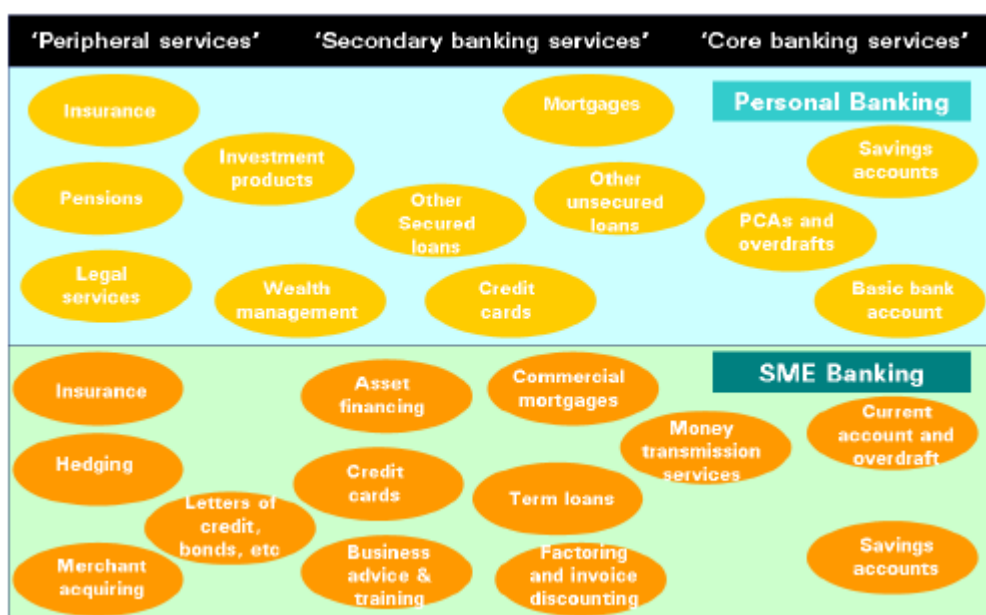 'Peripheral services' 'Secondary banking services' 'Core banking services'
Personal Banking
Insurance
Mortgages
Investment
products
Savings
accounts
Pensions
Other
Secured
loans
Other
unsecured
loans
PCAs and
overdrafts
Legal
services
Wealth
management
Credit
cards
Basic bank
account
SME Banking
Insurance
Asset
financing
Commercial
mortgages
Money
transmission
services
Current
account and
overdraft
Hedging
Credit
cards
Term loans
Letters of
credit,
bonds, etc
Merchant
acquiring
Business
advice &
training
Factoring
and invoice
discounting
Savings
accounts